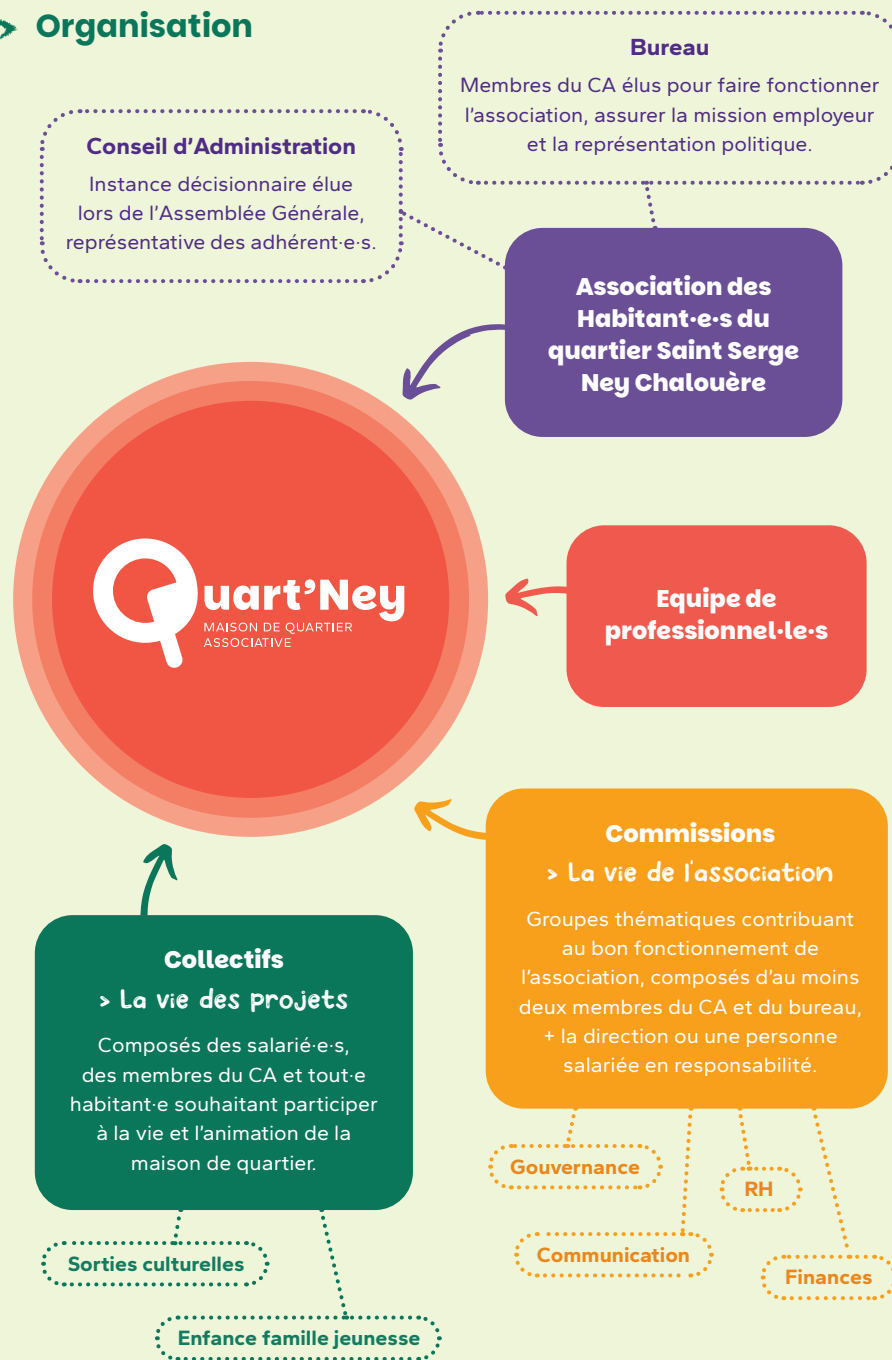 Organisation
Bureau
Membres du CA élus pour faire fonctionner
l'association, assurer la mission employeur
et la représentation politique.
Conseil d'Administration
Instance décisionnaire élue
lors de l'Assemblée Générale,
représentative des adhérent·e·s.
Association des
Habitant·e·s du
quartier Saint Serge
Ney Chalouère
Quart'Ney
MAISON DE QUARTIER
ASSOCIATIVE
Equipe de
professionnel·le·s
Commissions
> La vie de l'association
Groupes thématiques contribuant
au bon fonctionnement de
l'association, composés d'au moins
deux membres du CA et du bureau,
+ la direction ou une personne
salariée en responsabilité.
Gouvernance
RH
Communication
Finances
Collectifs
> La vie des projets
Composés des salarié·e·s,
des membres du CA et tout·e
habitant·e souhaitant participer
à la vie et l'animation de la
maison de quartier.
Sorties culturelles
Enfance famille jeunesse